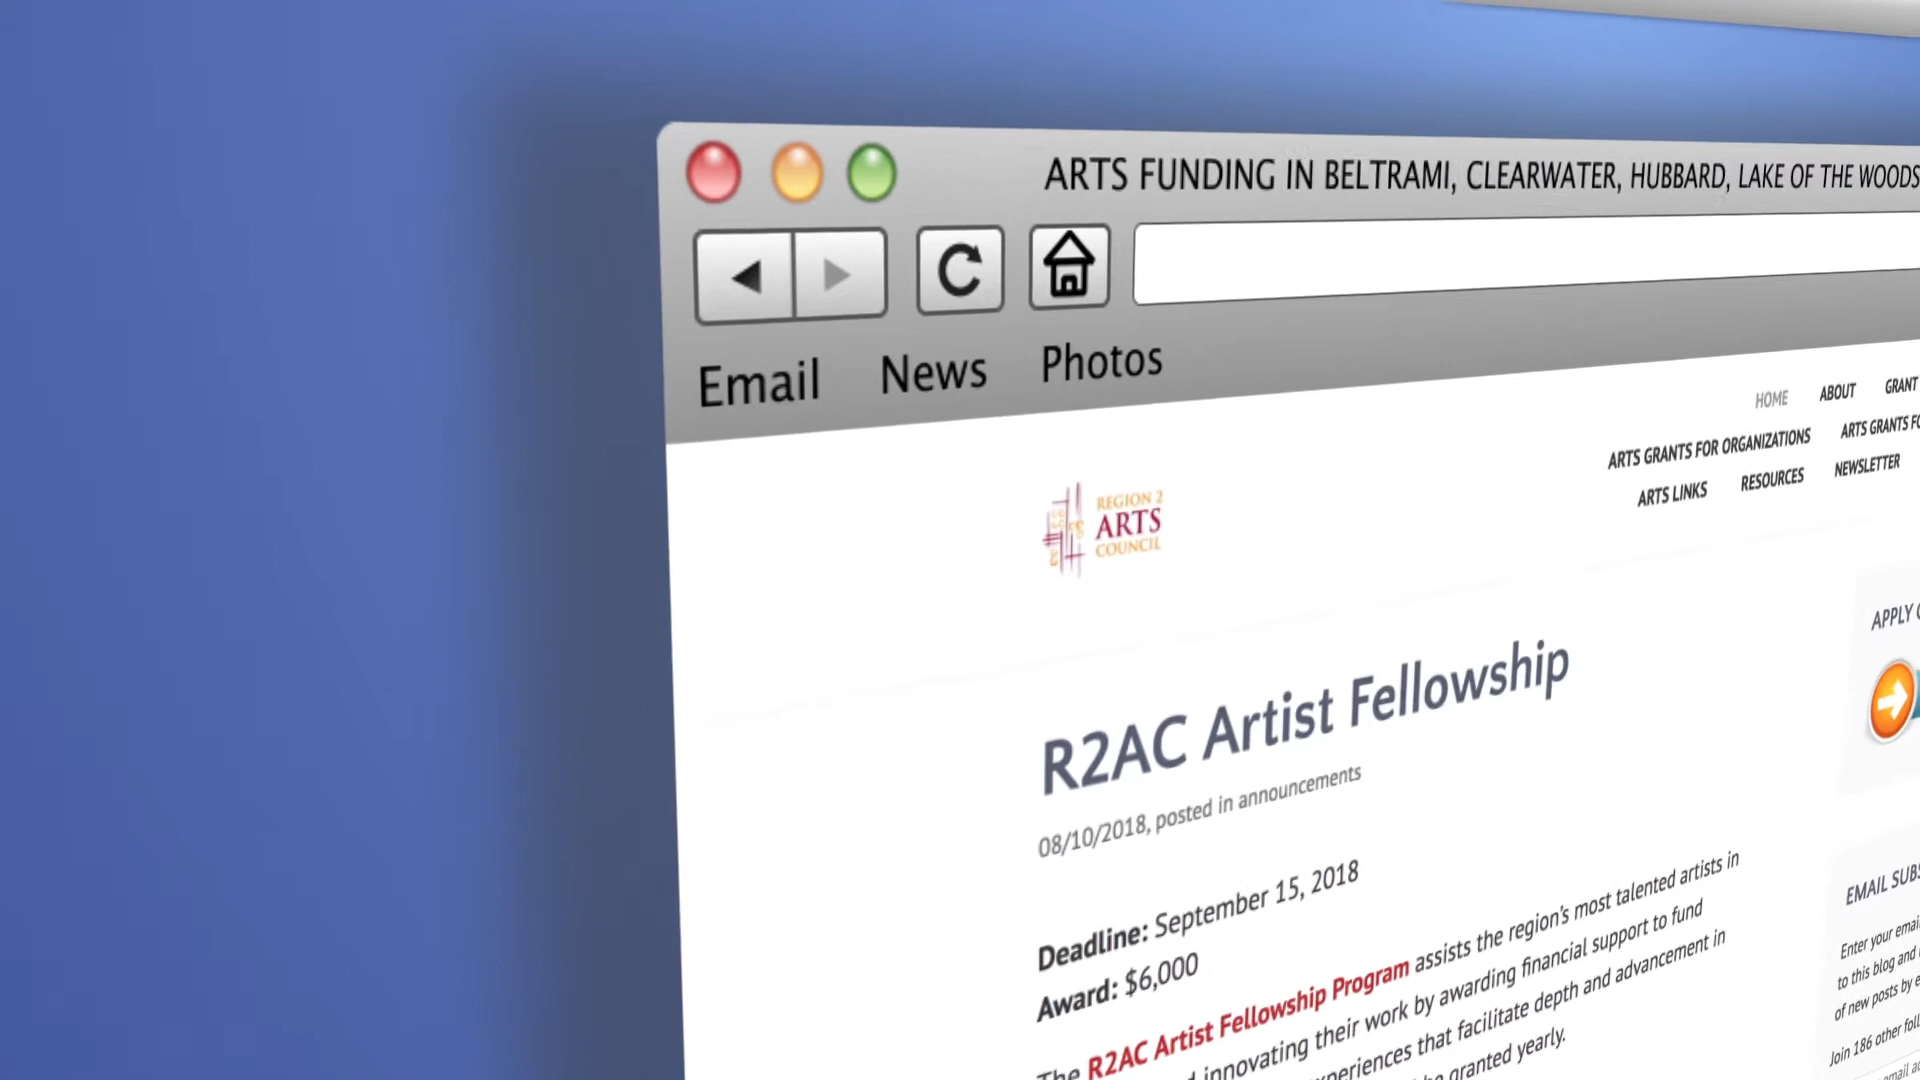 ARTS FUNDING IN BELTRAMI, CLEARWATER, HUBBARD, LAKE OF THE WOODS
Email News Photos
HOME ABOUT GRANT
ARTS GRANTS FOR ORGANIZATIONS ARTS GRANTS
ARTS LINKS RESOURCES NEWSLETTER
REGION 2
ARTS
COUNCIL
R2AC Artist Fellowship
08/10/2018, posted in announcements
Deadline: September 15, 2018
Award: $6,000
The R2AC Artist Fellowship Program assists the region's most talented artists in
innovating their work by awarding financial support to fund
that facilitate depth and advancement in
granted yearly.
APPLY
EMAIL
Enter your
to this blog and
of new posts by
Join 186 other